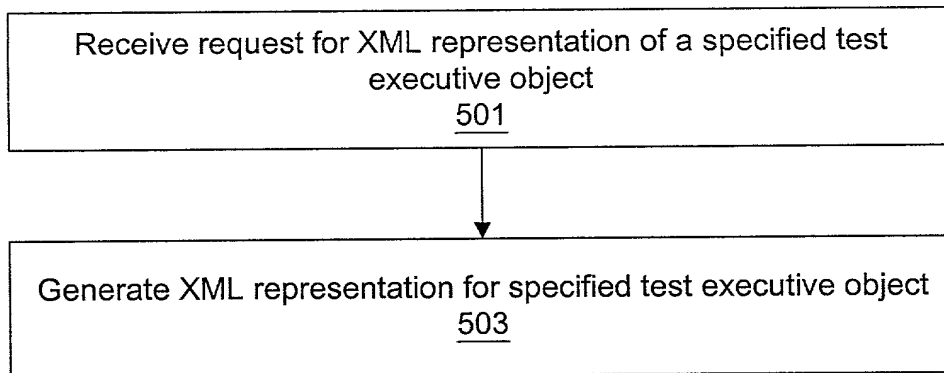 Receive request for XML representation of a specified test
executive object
501
Generate XML representation for specified test executive object
503